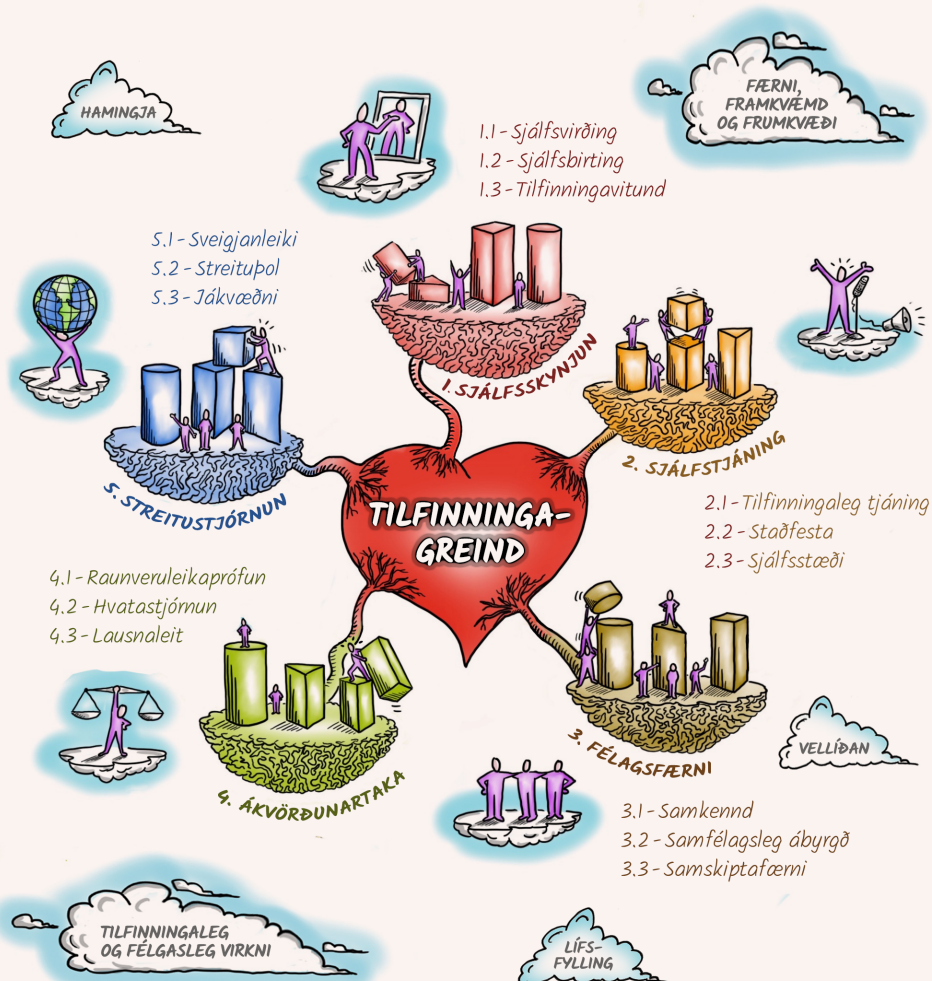 HAMINGJA
FÆRNI,
FRAMKVÆMD
OG FRUMKVÆÐI
1.1 - Sjálfsvirðing
1.2 - Sjálfsbirting
1.3 - Tilfinningavitund
1. SJÁLFSSKYNJUN
5.1 - Sveigjanleiki
5.2 - Streituþol
5.3 - Jákvæðni
5. STREITUSTJÓRNUN
2. SJÁLFSTJÁNING
2.1 - Tilfinningaleg tjáning
2.2 - Staðfesta
2.3 - Sjálfsstæði
TILFINNINGA-
GREIND
4.1 - Raunveruleikaprófun
4.2 - Hvatastjórnun
4.3 - Lausnaleit
4. ÁKVÖRÐUNARTAKA
3. FÉLAGSFÆRNI
3.1 - Samkennd
3.2 - Samfélagsleg ábyrgð
3.3 - Samskiptafærni
VELLÍÐAN
TILFINNINGALEG
OG FÉLGASLEG VIRKNI
LÍFS-
FYLLING